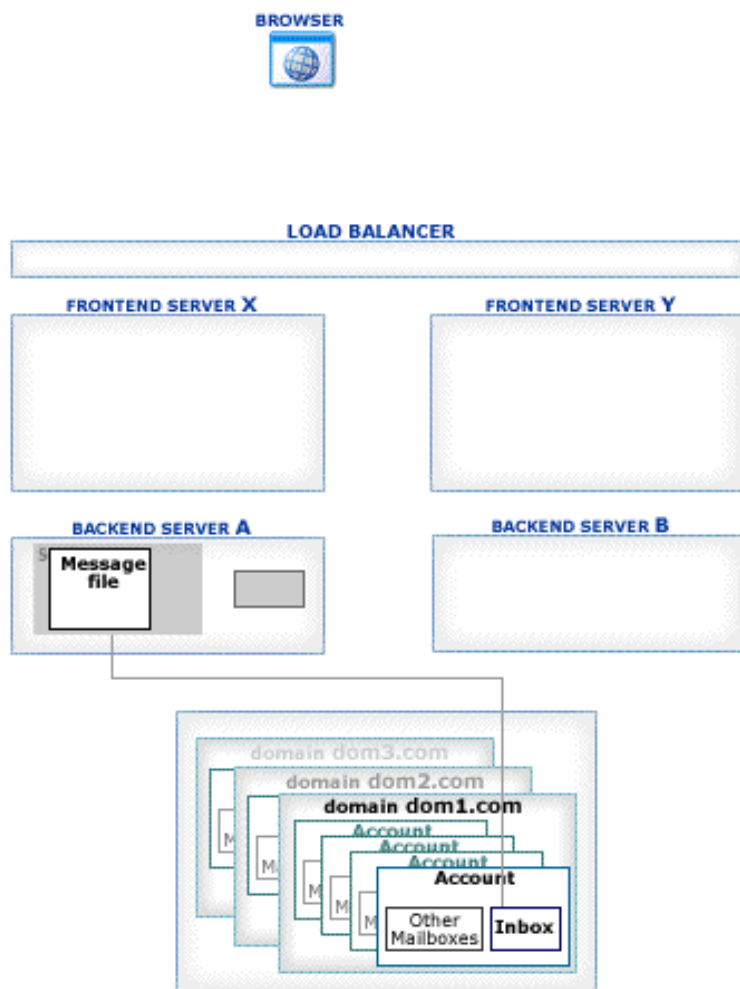 BROWSER
LOAD BALANCER
FRONTEND SERVER X
FRONTEND SERVER Y
BACKEND SERVER A
BACKEND SERVER B
S
Message
file
domain dom3.com
domain dom2.com
domain dom1.com
Account
Account
Account
Account
M
Ma
M
M
M
Other
Mailboxes
Inbox